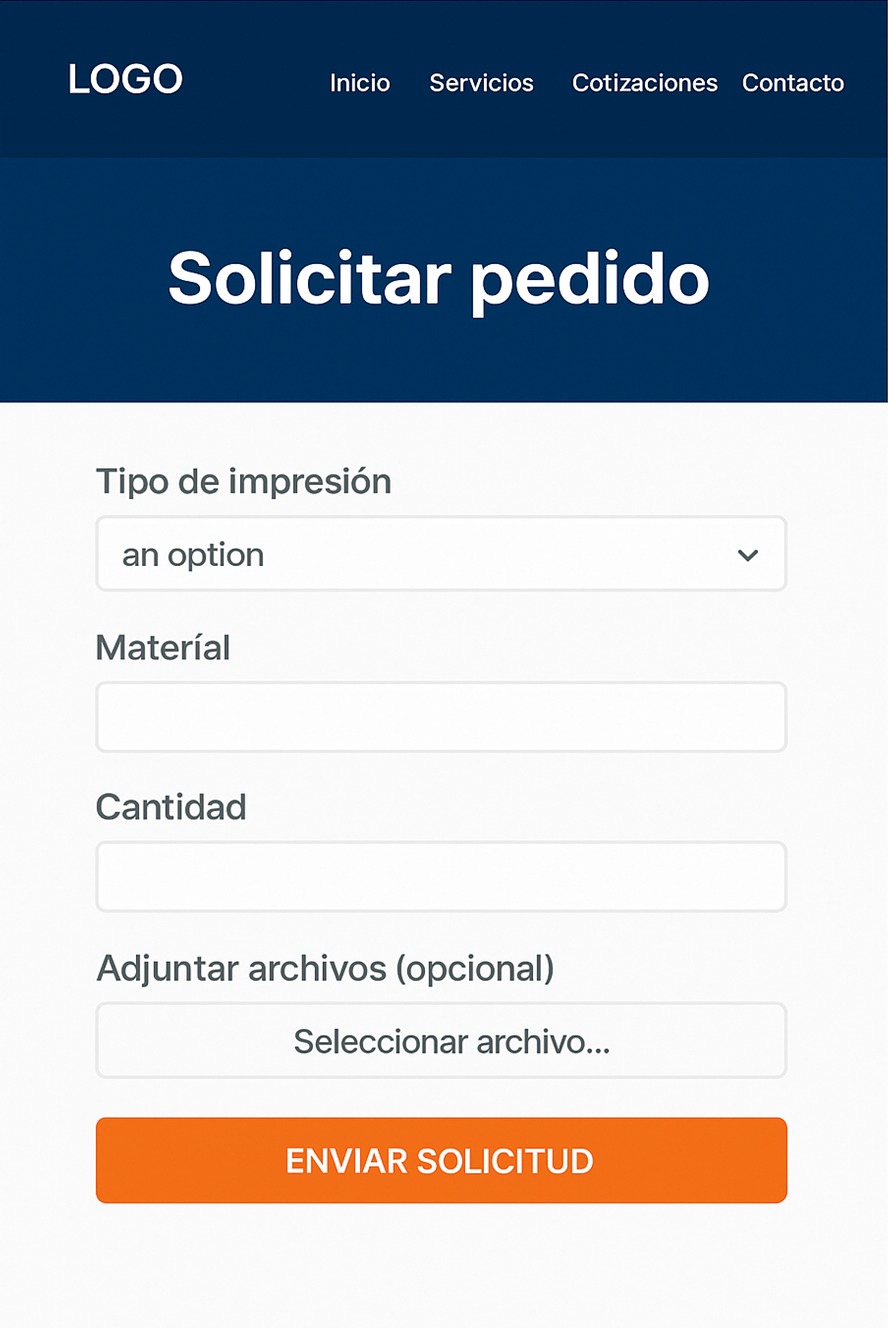 LOGO Inicio Servicios Cotizaciones Contacto
Solicitar pedido
Tipo de impresión
an option
Materíal
Cantidad
Adjuntar archivos (opcional)
Seleccionar archivo...
ENVIAR SOLICITUD